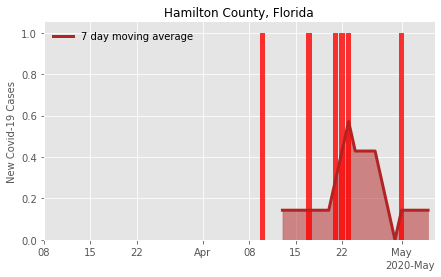 Hamilton County, Florida
7 day moving average
New Covid-19 Cases
1.0
0.8
0.6
0.4
0.2
0.0
08 15 22 Apr 08 15 22 May
2020-May